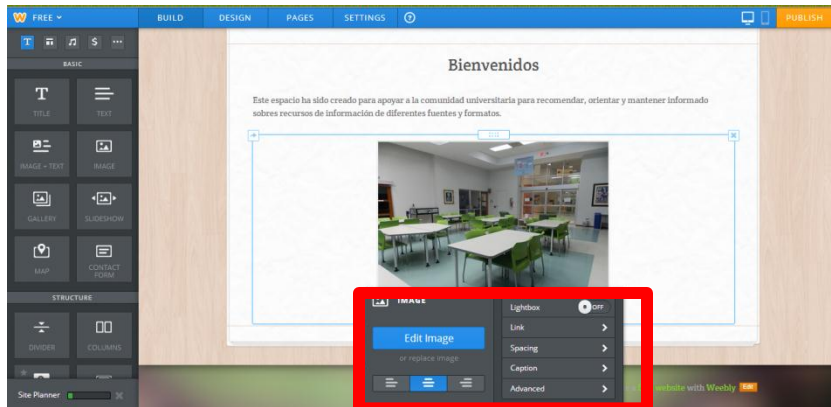 FREE
BUILD DESIGN PAGES SETTINGS
PUBLISH
T $ ...
BASIC
T
TITLE TEXT
IMAGE + TEXT IMAGE
GALLERY SLIDESHOW
MAP CONTACT FORM
STRUCTURE
DIVIDER COLUMNS
Site Planner
Bienvenidos
Este espacio ha sido creado para apoyar a la comunidad universitaria para recomendar, orientar y mantener informado
sobres recursos de información de diferentes fuentes y formatos.
IMAGE
Edit Image
or replace image
Lightbox OFF
Link
Spacing
Caption
Advanced
website with Weebly Edit